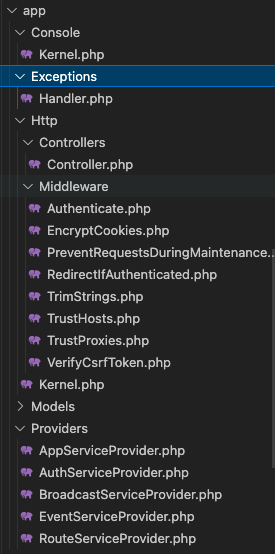 app
Console
Kernel.php
Exceptions
Handler.php
Http
Controllers
Controller.php
Middleware
Authenticate.php
EncryptCookies.php
PreventRequestsDuringMaintenance...
RedirectIfAuthenticated.php
TrimStrings.php
TrustHosts.php
TrustProxies.php
VerifyCsrfToken.php
Kernel.php
Models
Providers
AppServiceProvider.php
AuthServiceProvider.php
BroadcastServiceProvider.php
EventServiceProvider.php
RouteServiceProvider.php